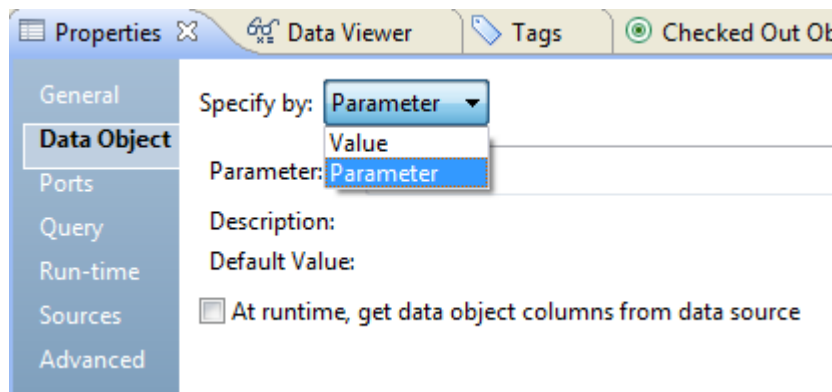 Properties Data Viewer Tags Checked Out Ob
General
Data Object
Ports
Query
Run-time
Sources
Advanced
Specify by: Parameter
Value
Parameter
Parameter:
Description:
Default Value:
At runtime, get data object columns from data source